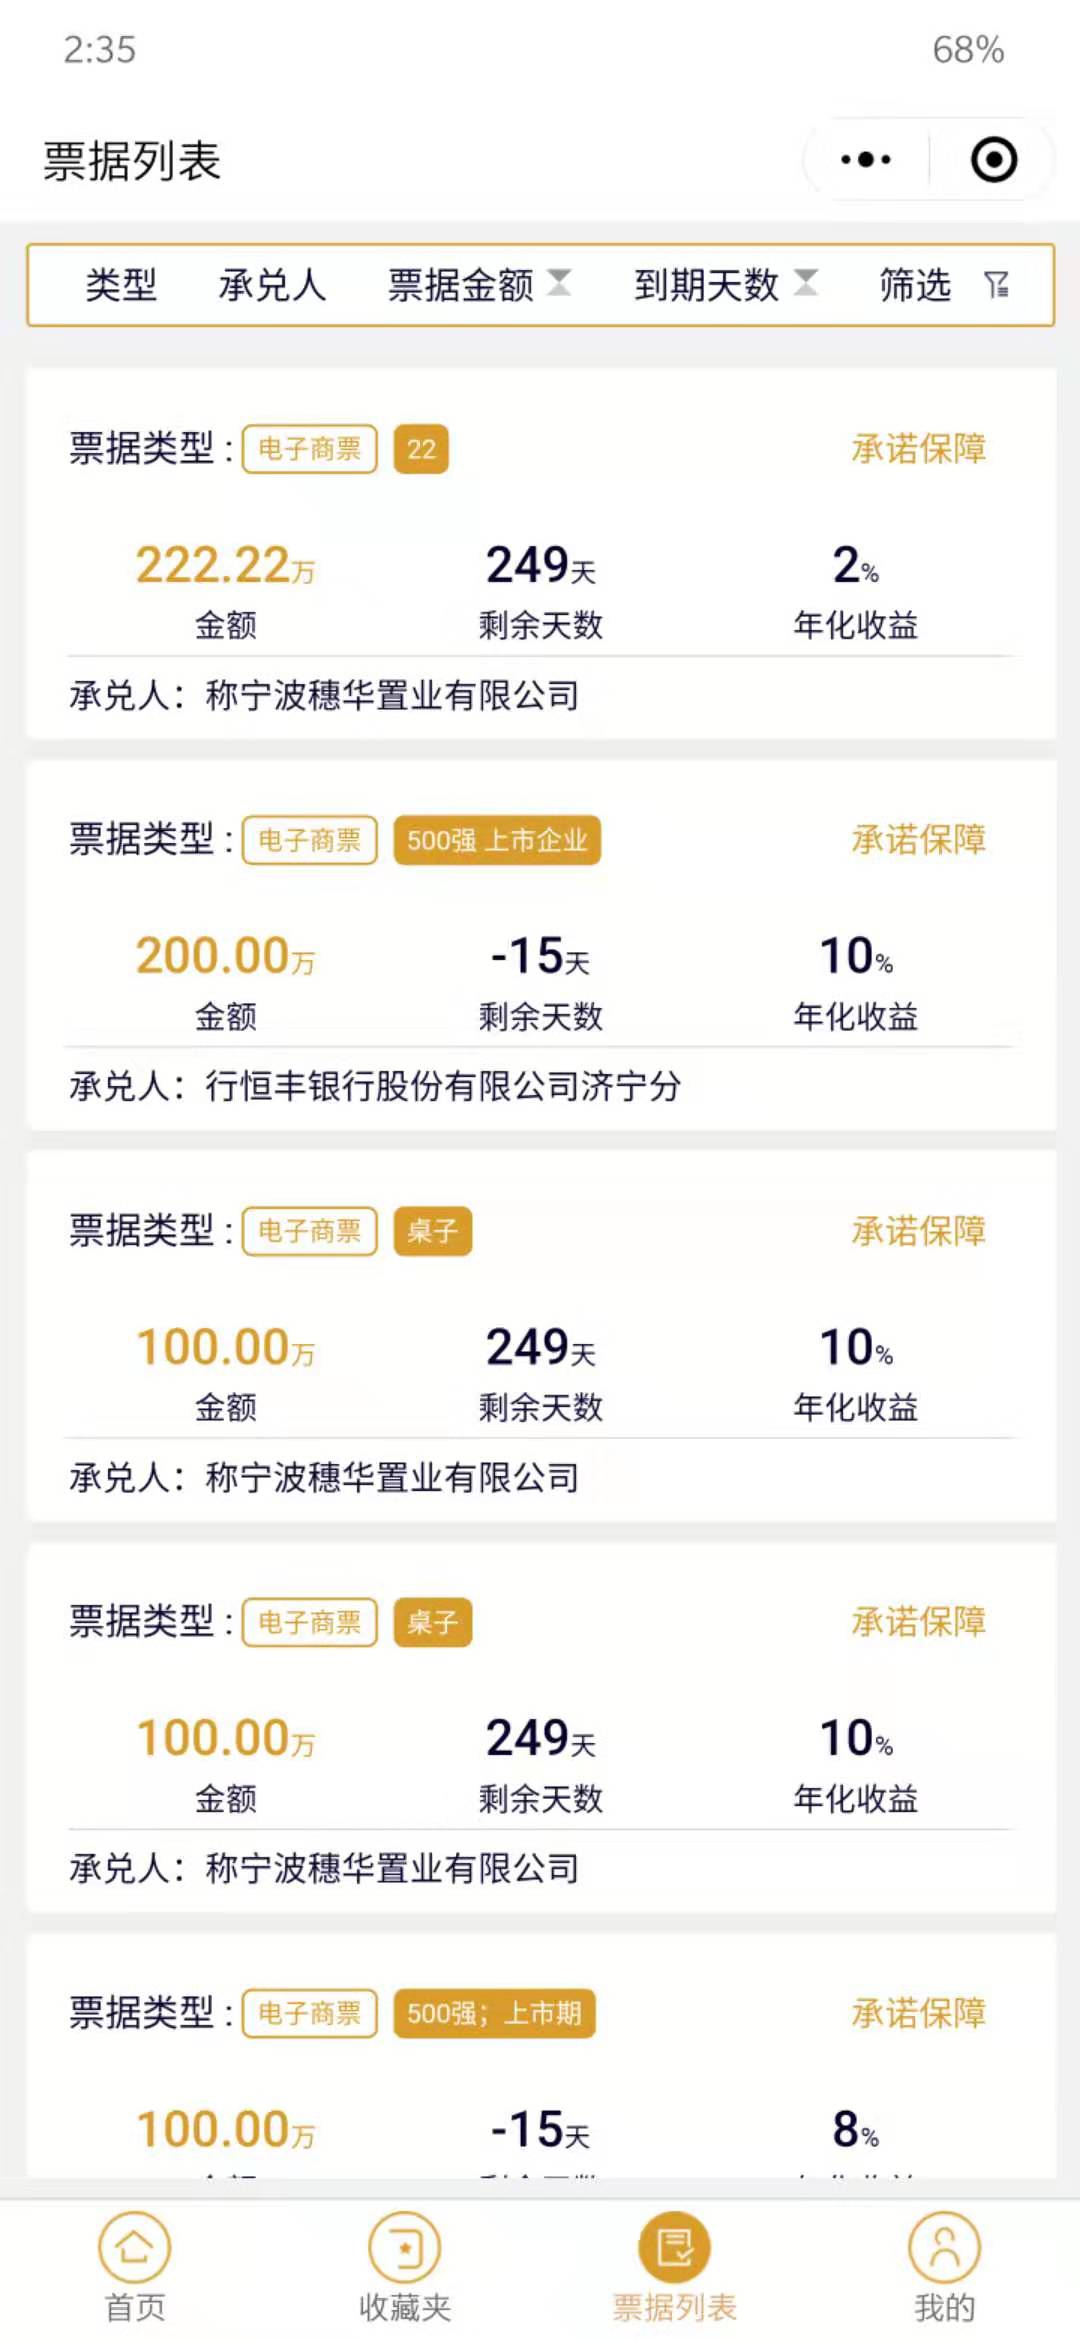 2:35 68%
票据列表
类型 承兑人 票据金额 到期天数 筛选
票据类型 : 电子商票 22 承诺保障
222.22万 249天 2%
金额 剩余天数 年化收益
承兑人：称宁波穗华置业有限公司
票据类型 : 电子商票 500强 上市企业 承诺保障
200.00万 -15天 10%
金额 剩余天数 年化收益
承兑人：行恒丰银行股份有限公司济宁分
票据类型 : 电子商票 桌子 承诺保障
100.00万 249天 10%
金额 剩余天数 年化收益
承兑人：称宁波穗华置业有限公司
票据类型 : 电子商票 桌子 承诺保障
100.00万 249天 10%
金额 剩余天数 年化收益
承兑人：称宁波穗华置业有限公司
票据类型 : 电子商票 500强；上市期 承诺保障
100.00万 -15天 8%
首页 收藏夹 票据列表 我的